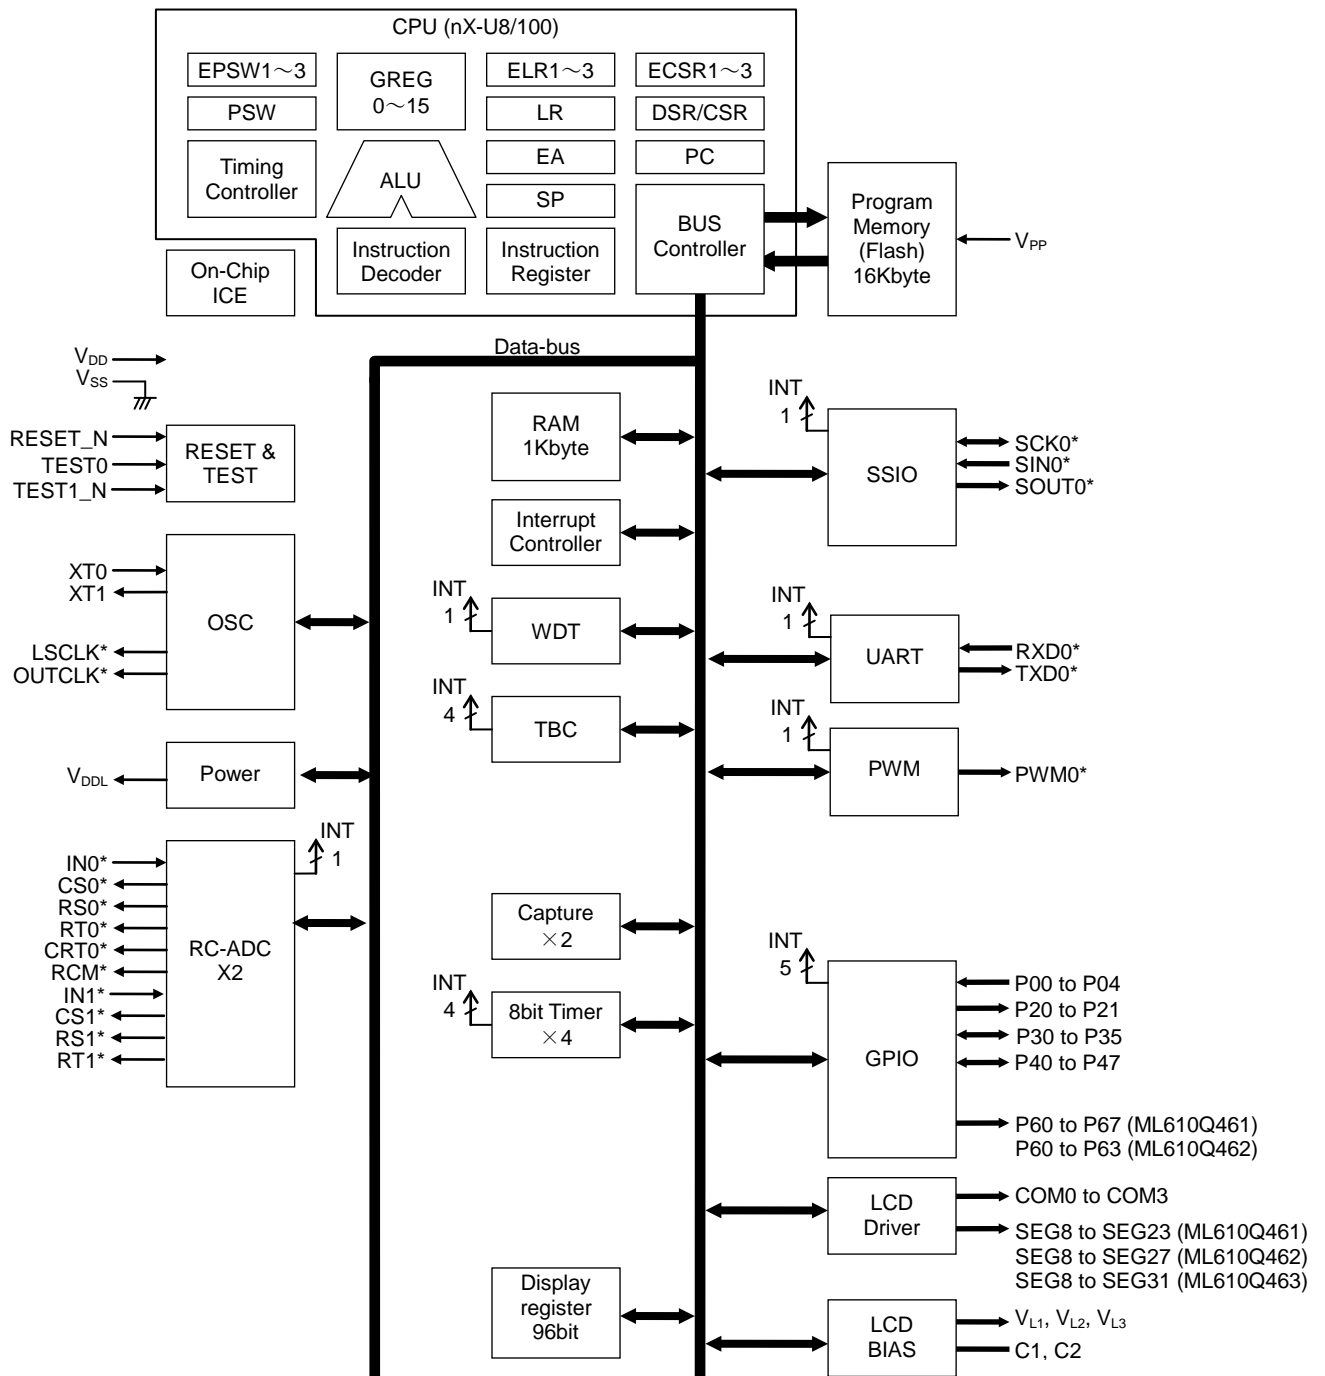 CPU (nX-U8/100)
EPSW1～3
GREG
0～15
ELR1～3
ECSR1～3
PSW
LR
DSR/CSR
Timing
Controller
ALU
EA
PC
SP
BUS
Controller
Program
Memory
(Flash)
16Kbyte
VPP
On-Chip
ICE
Instruction
Decoder
Instruction
Register
Data-bus
VDD
VSS
RESET_N
TEST0
TEST1_N
RESET &
TEST
RAM
1Kbyte
INT
1
SSIO
SCK0*
SIN0*
SOUT0*
Interrupt
Controller
XT0
XT1
LSCLK*
OUTCLK*
OSC
INT
1
WDT
INT
1
UART
RXD0*
TXD0*
INT
4
TBC
INT
1
PWM
PWM0*
VDDL
Power
INT
1
IN0*
CS0*
RS0*
RT0*
CRT0*
RCM*
IN1*
CS1*
RS1*
RT1*
RC-ADC
X2
Capture
×2
INT
4
8bit Timer
×4
INT
5
GPIO
P00 to P04
P20 to P21
P30 to P35
P40 to P47
P60 to P67 (ML610Q461)
P60 to P63 (ML610Q462)
LCD
Driver
COM0 to COM3
SEG8 to SEG23 (ML610Q461)
SEG8 to SEG27 (ML610Q462)
SEG8 to SEG31 (ML610Q463)
Display
register
96bit
LCD
BIAS
VL1, VL2, VL3
C1, C2